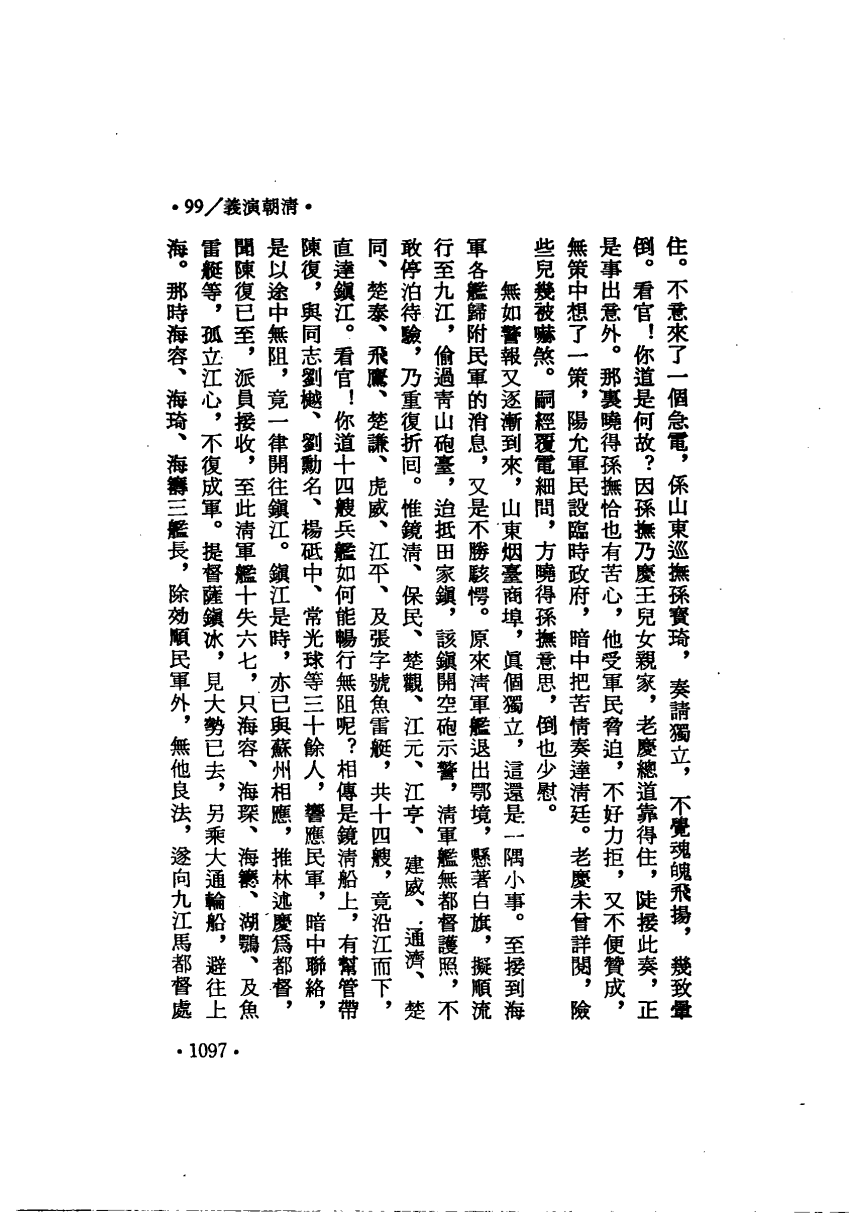 ·99/義演朝清·
住。不意來了一個急電，係山東巡撫孫寶琦，奏請獨立，不覺魂魄飛揚，幾致暈
倒。看官！你道是何故？因孫撫乃慶王兒女親家，老慶總道靠得住，陡接此奏，正
是事出意外。那裏曉得孫撫恰也有苦心，他受軍民脅迫，不好力拒，又不便贊成，
無策中想了一策，陽允軍民設臨時政府，暗中把苦情奏達清廷。老慶未曾詳閱，險
些兒幾被嚇煞。嗣經覆電細問，方曉得孫撫意思，倒也少慰。
無如警報又逐漸到來，山東烟臺商埠，眞個獨立，這還是一隅小事。至接到海
軍各艦歸附民軍的消息，又是不勝駭愕。原來清軍艦退出鄂境，懸著白旗，擬順流
行至九江，偷過青山砲臺，迨抵田家鎭，該鎭開空砲示警，清軍艦無都督護照，不
敢停泊待驗，乃重復折回。惟鏡清、保民、楚觀、江元、江亨、建威、通濟、楚
同、楚泰、飛鷹、楚謙、虎威、江平、及張字號魚雷艇，共十四艘，竟沿江而下，
直達鎭江。看官！你道十四艘兵艦如何能暢行無阻呢？相傳是鏡清船上，有幫管帶
陳復，與同志劉樾、劉勳名、楊砥中、常光球等三十餘人，響應民軍，暗中聯絡，
是以途中無阻，竟一律開往鎭江。鎭江是時，亦已與蘇州相應，推林述慶爲都督，
聞陳復已至，派員接收，至此清軍艦十失六七，只海容、海琛、海籌、湖鶚、及魚
雷艇等，孤立江心，不復成軍。提督薩鎭冰，見大勢已去，另乘大通輪船，避往上
海。那時海容、海琦、海籌三艦長，除効順民軍外，無他良法，遂向九江馬都督處
·1097·